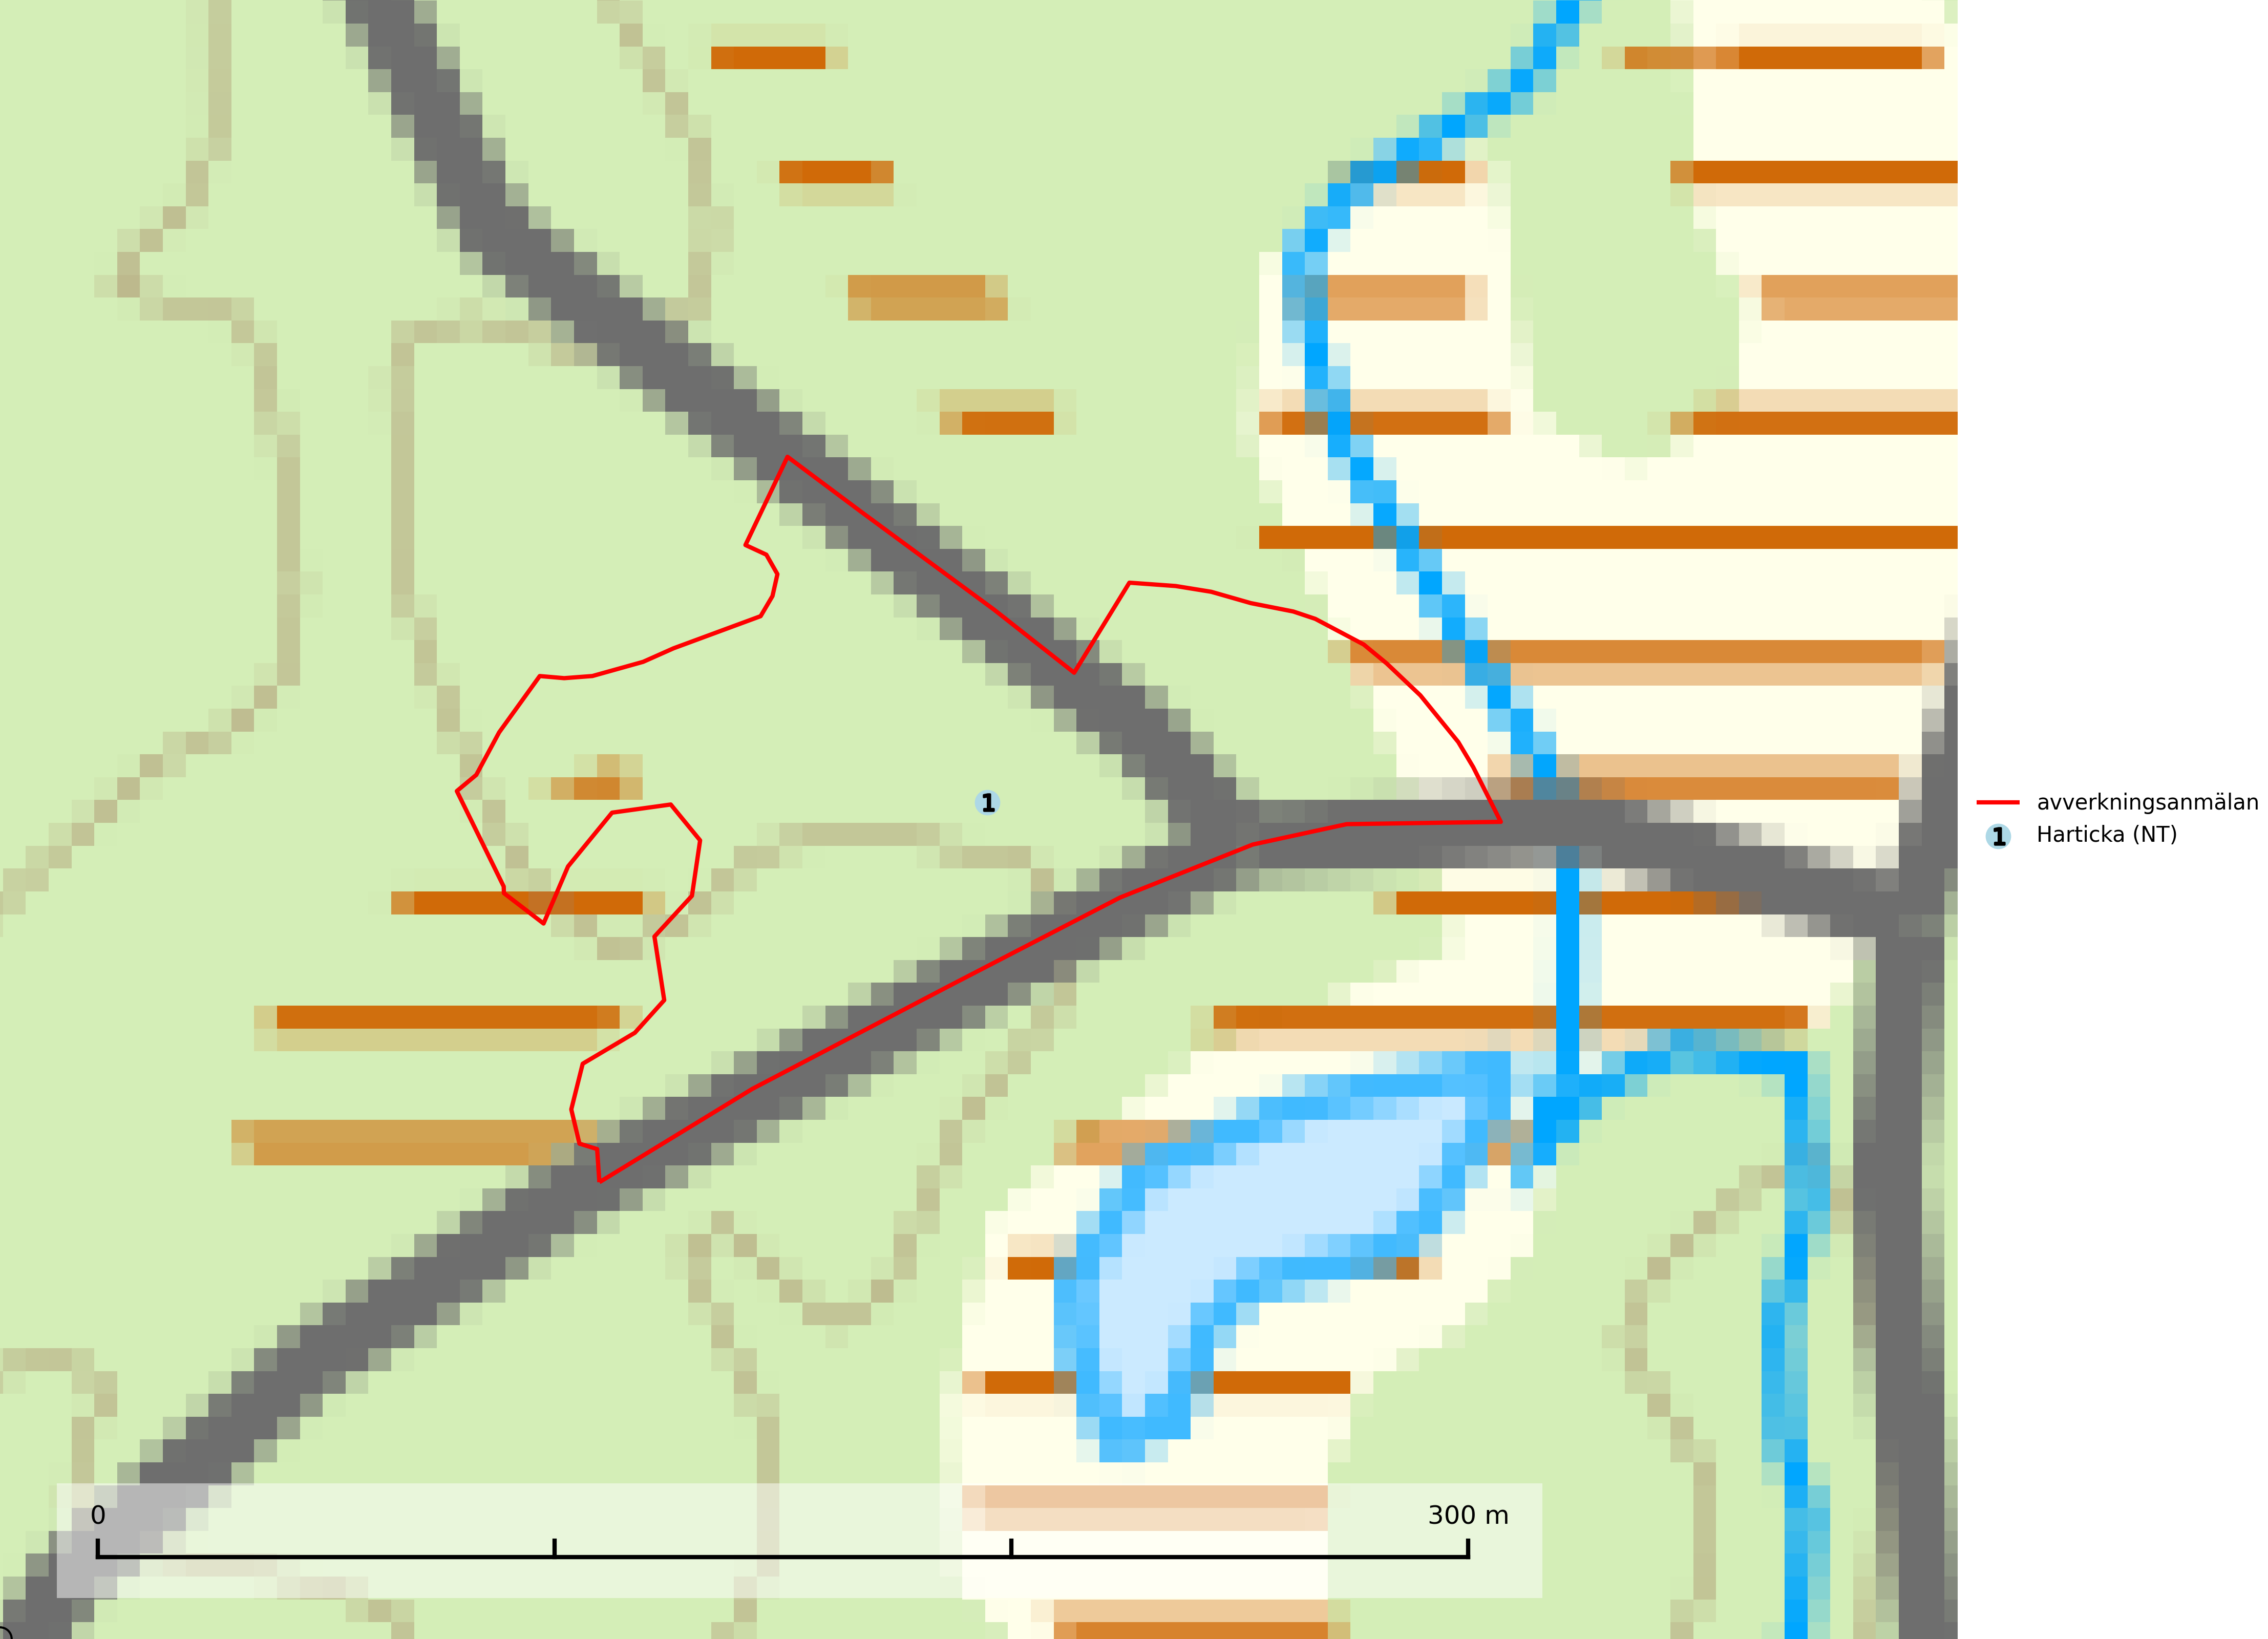 1
avverkningsanmälan
1 Harticka (NT)
0 300 m